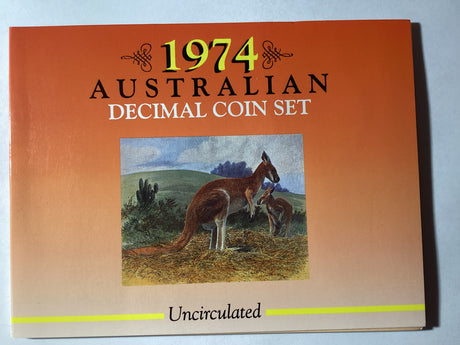 1974
AUSTRALIAN
DECIMAL COIN SET
Uncirculated